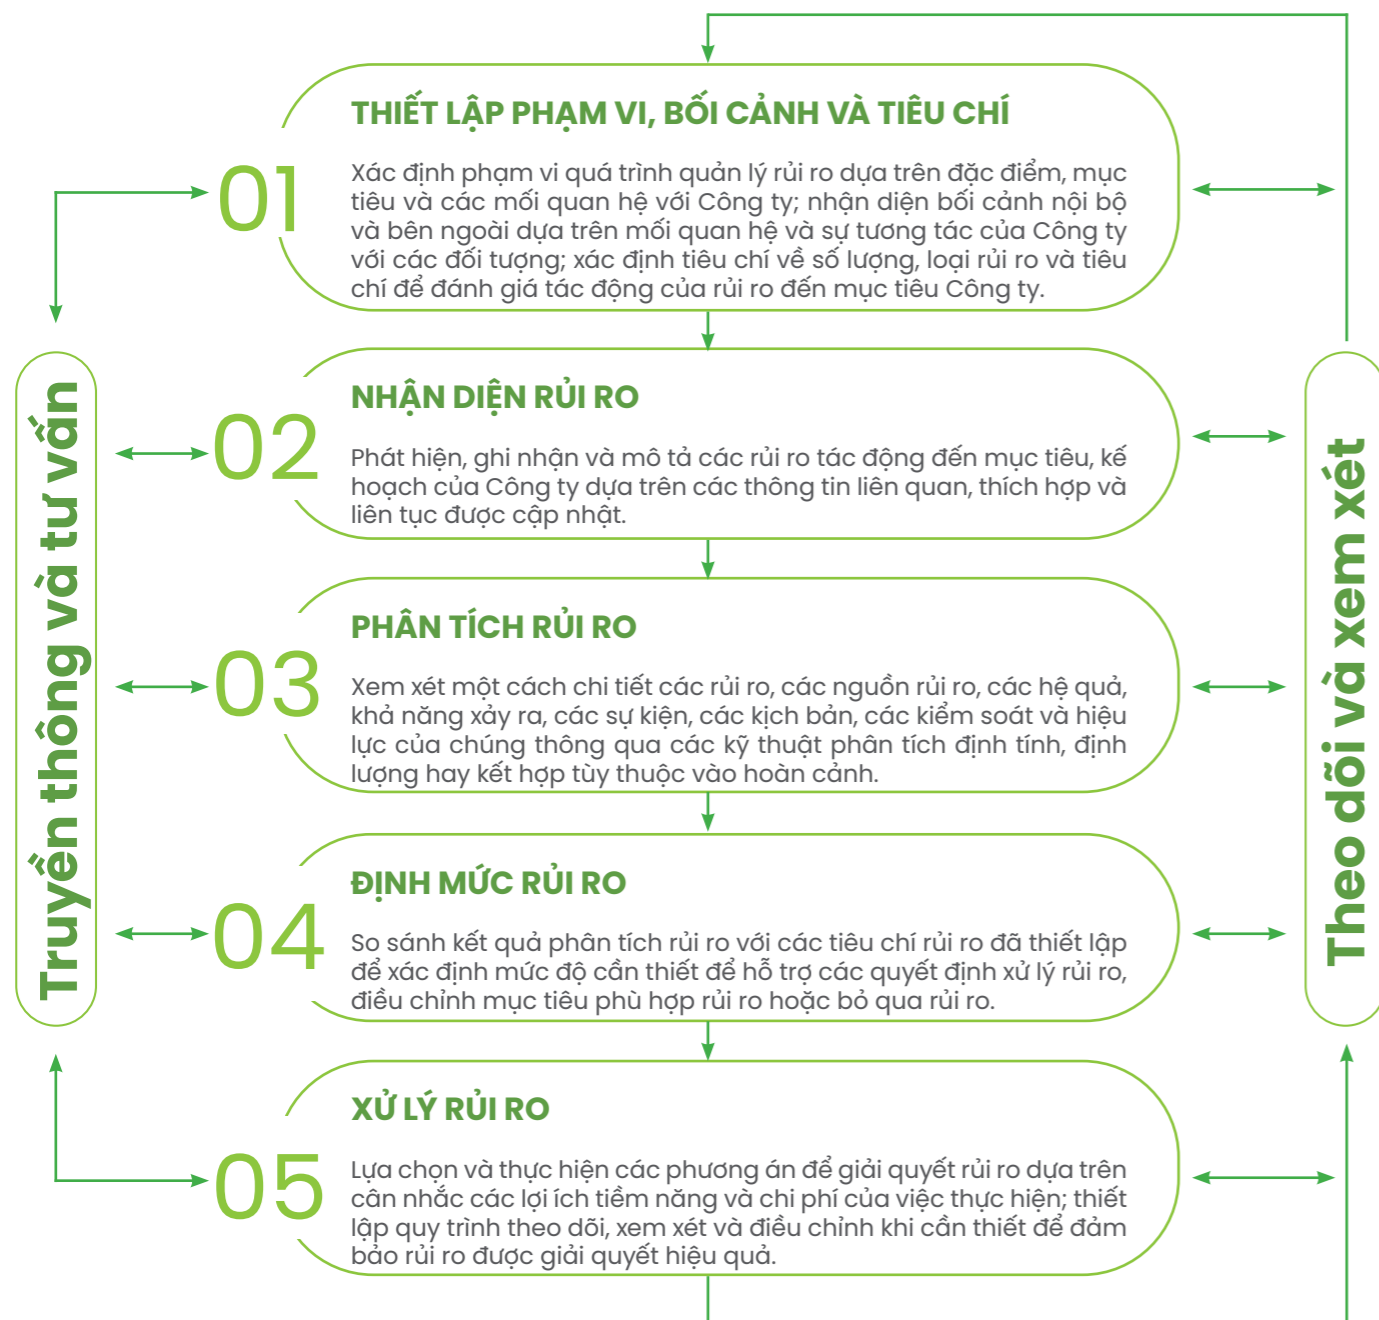 THIẾT LẬP PHẠM VI, BỐI CẢNH VÀ TIÊU CHÍ
01
Xác định phạm vi quá trình quản lý rủi ro dựa trên đặc điểm, mục
tiêu và các mối quan hệ với Công ty; nhận diện bối cảnh nội bộ
và bên ngoài dựa trên mối quan hệ và sự tương tác của Công ty
với các đối tượng; xác định tiêu chí về số lượng, loại rủi ro và tiêu
chí để đánh giá tác động của rủi ro đến mục tiêu Công ty.
Truyền thông và tư vấn
NHẬN DIỆN RỦI RO
02
Phát hiện, ghi nhận và mô tả các rủi ro tác động đến mục tiêu, kế
hoạch của Công ty dựa trên các thông tin liên quan, thích hợp và
liên tục được cập nhật.
PHÂN TÍCH RỦI RO
03
Xem xét một cách chi tiết các rủi ro, các nguồn rủi ro, các hệ quả,
khả năng xảy ra, các sự kiện, các kịch bản, các kiểm soát và hiệu
lực của chúng thông qua các kỹ thuật phân tích định tính, định
lượng hay kết hợp tùy thuộc vào hoàn cảnh.
ĐỊNH MỨC RỦI RO
04
So sánh kết quả phân tích rủi ro với các tiêu chí rủi ro đã thiết lập
để xác định mức độ cần thiết để hỗ trợ các quyết định xử lý rủi ro,
điều chỉnh mục tiêu phù hợp rủi ro hoặc bỏ qua rủi ro.
XỬ LÝ RỦI RO
05
Lựa chọn và thực hiện các phương án để giải quyết rủi ro dựa trên
cân nhắc các lợi ích tiềm năng và chi phí của việc thực hiện; thiết
lập quy trình theo dõi, xem xét và điều chỉnh khi cần thiết để đảm
bảo rủi ro được giải quyết hiệu quả.
Theo dõi và xem xét